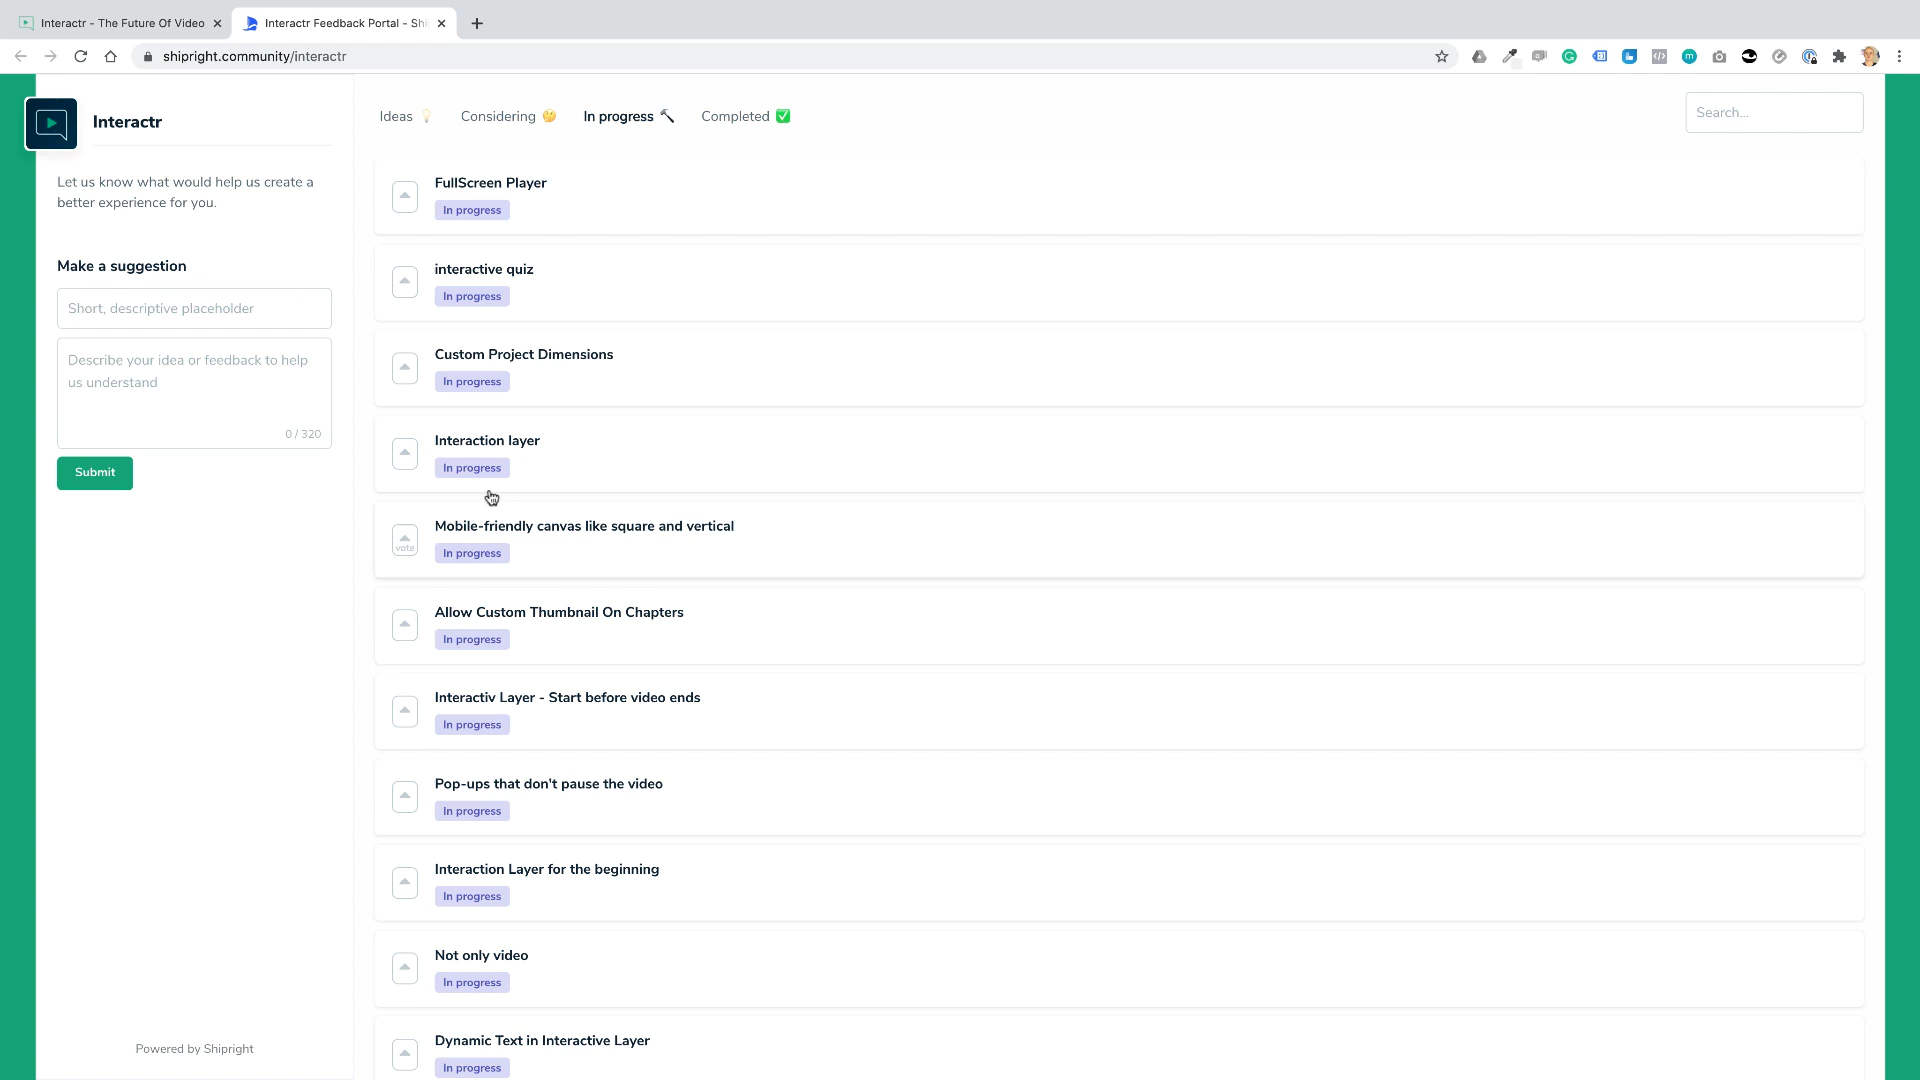 Interactr - The Future Of Video
Interactr Feedback Portal - Shi
shipright.community/interactr
Interactr
Let us know what would help us create a
better experience for you.
Make a suggestion
Short, descriptive placeholder
Describe your idea or feedback to help
us understand
0 / 320
Submit
Powered by Shipright
Ideas 💡 Considering 🤔 In progress 🔨 Completed ✅
Search...
FullScreen Player
In progress
interactive quiz
In progress
Custom Project Dimensions
In progress
Interaction layer
In progress
Mobile-friendly canvas like square and vertical
vote
In progress
Allow Custom Thumbnail On Chapters
In progress
Interactiv Layer - Start before video ends
In progress
Pop-ups that don't pause the video
In progress
Interaction Layer for the beginning
In progress
Not only video
In progress
Dynamic Text in Interactive Layer
In progress